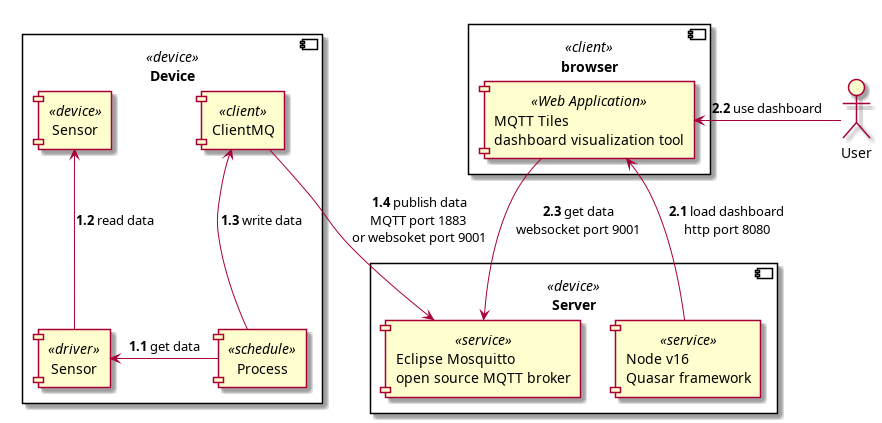 «device»
Device
«device»
Sensor
«client»
ClientMQ
1.2 read data
1.3 write data
«driver»
Sensor
1.1 get data
«schedule»
Process
«client»
browser
«Web Application»
MQTT Tiles
dashboard visualization tool
2.2 use dashboard
User
1.4 publish data
MQTT port 1883
or websoket port 9001
2.3 get data
websocket port 9001
2.1 load dashboard
http port 8080
«device»
Server
«service»
Eclipse Mosquitto
open source MQTT broker
«service»
Node v16
Quasar framework